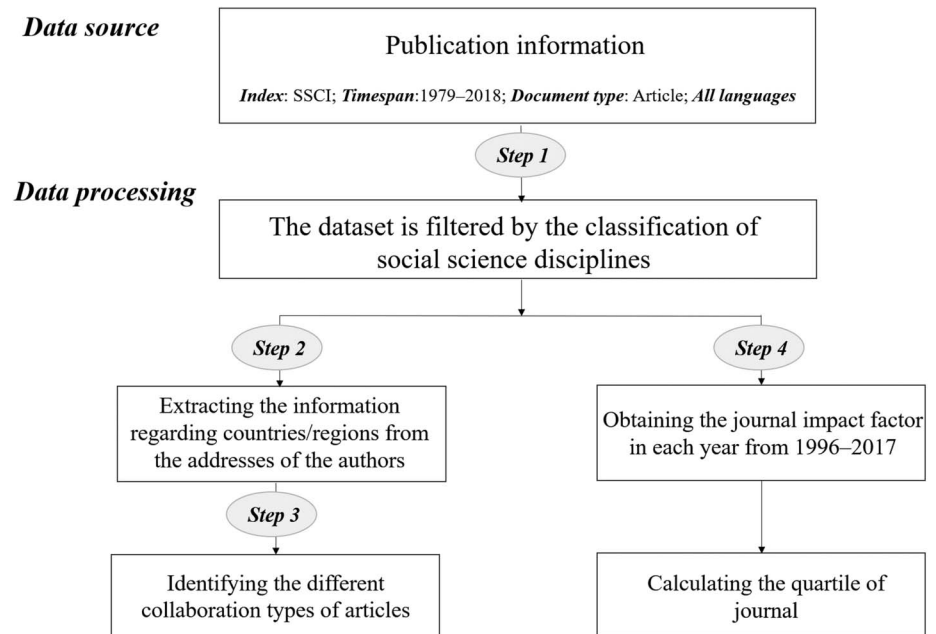 Data source
Publication information
Index: SSCI; Timespan:1979–2018; Document type: Article; All languages
Step 1
Data processing
The dataset is filtered by the classification of
social science disciplines
Step 2
Step 4
Extracting the information
regarding countries/regions from
the addresses of the authors
Obtaining the journal impact factor
in each year from 1996–2017
Step 3
Identifying the different
collaboration types of articles
Calculating the quartile of
journal